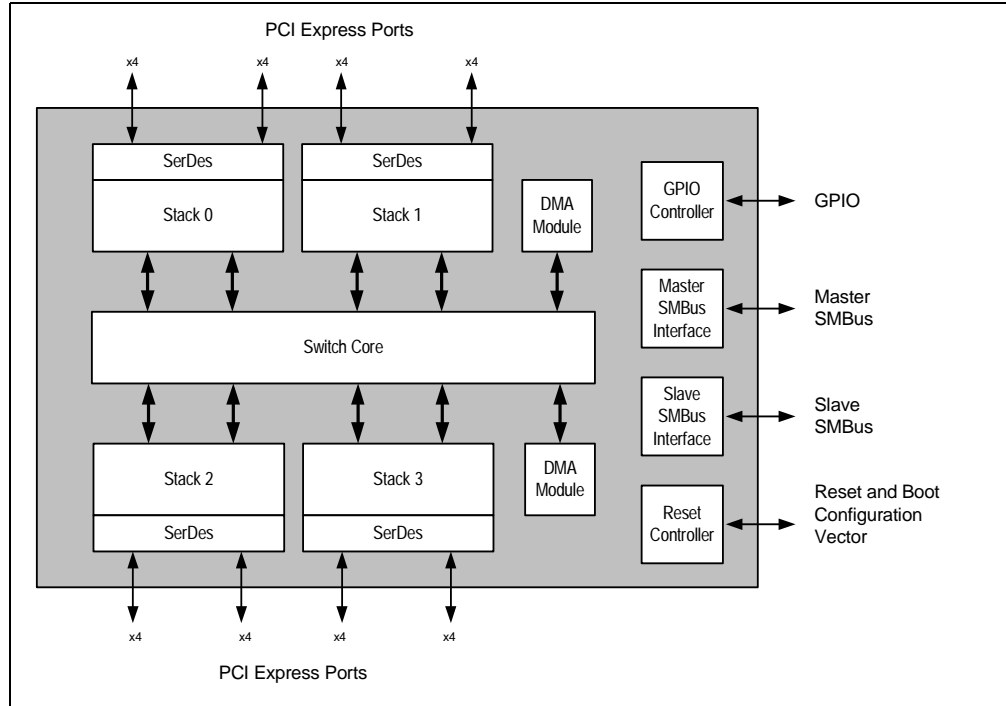 PCI Express Ports
x4
x4
x4
x4
SerDes
SerDes
Stack 0
Stack 1
DMA
Module
GPIO
Controller
GPIO
Master
SMBus
Interface
Master
SMBus
Switch Core
Slave
SMBus
Interface
Slave
SMBus
Stack 2
Stack 3
DMA
Module
SerDes
SerDes
Reset
Controller
Reset and Boot
Configuration
Vector
x4
x4
x4
x4
PCI Express Ports